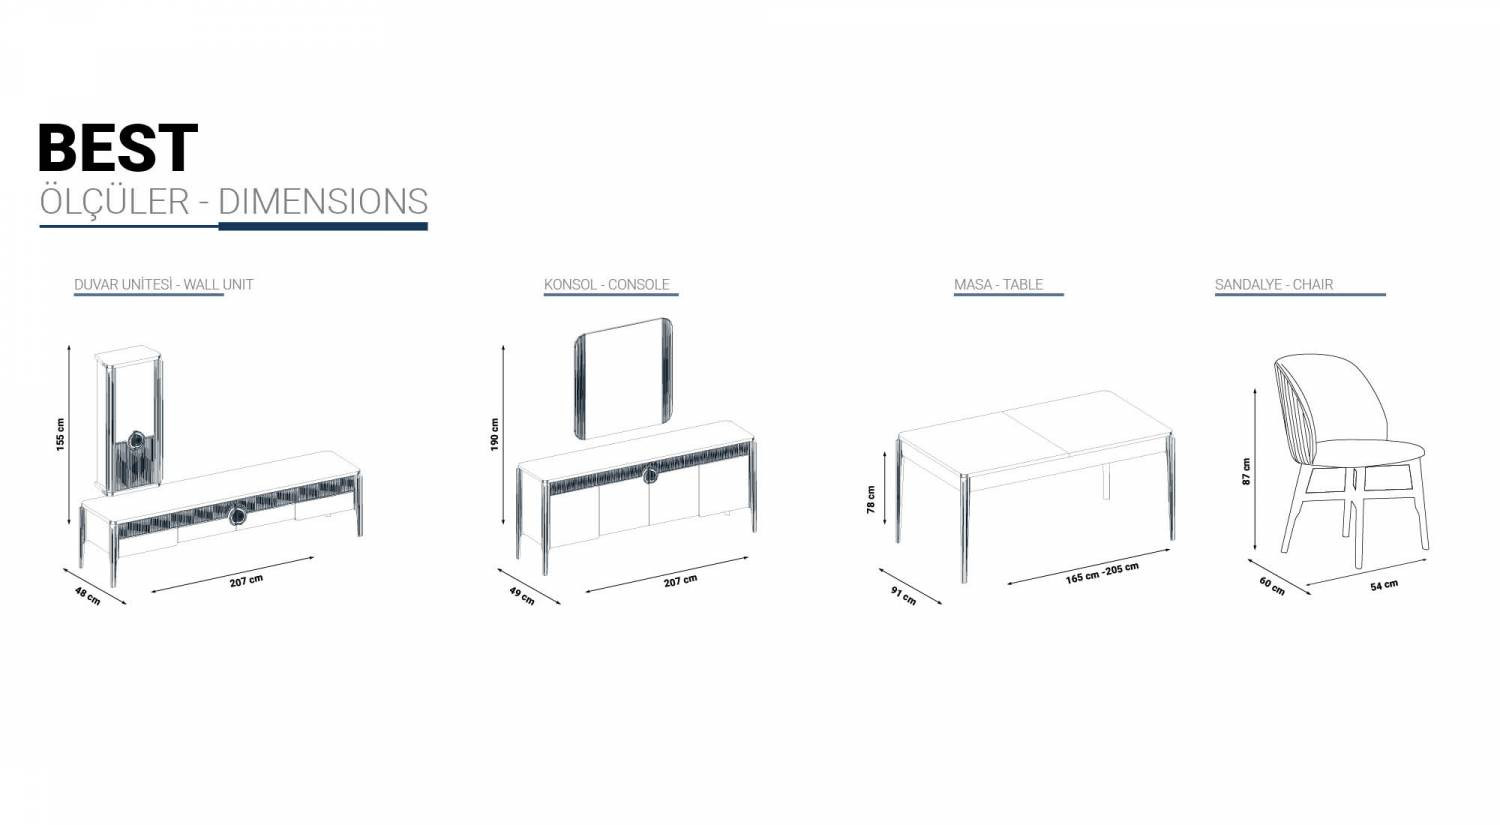 BEST
ÖLÇÜLER - DIMENSIONS
DUVAR UNİTESİ - WALL UNIT
155 cm
48 cm
207 cm
KONSOL - CONSOLE
190 cm
49 cm
207 cm
MASA - TABLE
78 cm
91 cm
165 cm -205 cm
SANDALYE - CHAIR
87 cm
60 cm
54 cm